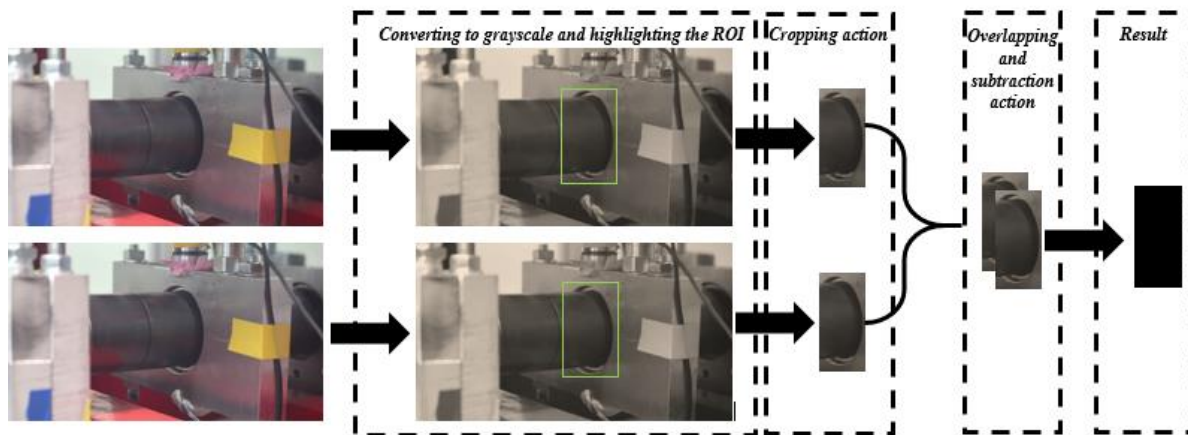 Converting to grayscale and highlighting the ROI
Cropping action
Overlapping
and
subtraction
action
Result